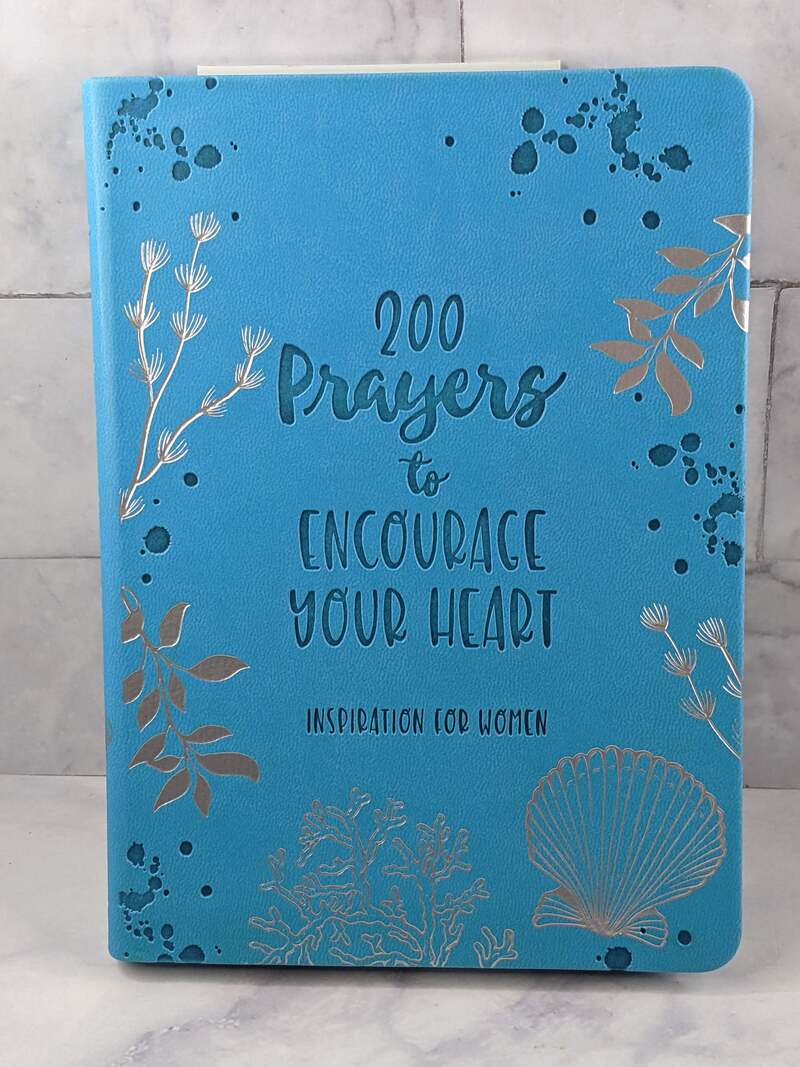 200
Prayers
to
ENCOURAGE
YOUR HEART
INSPIRATION FOR WOMEN